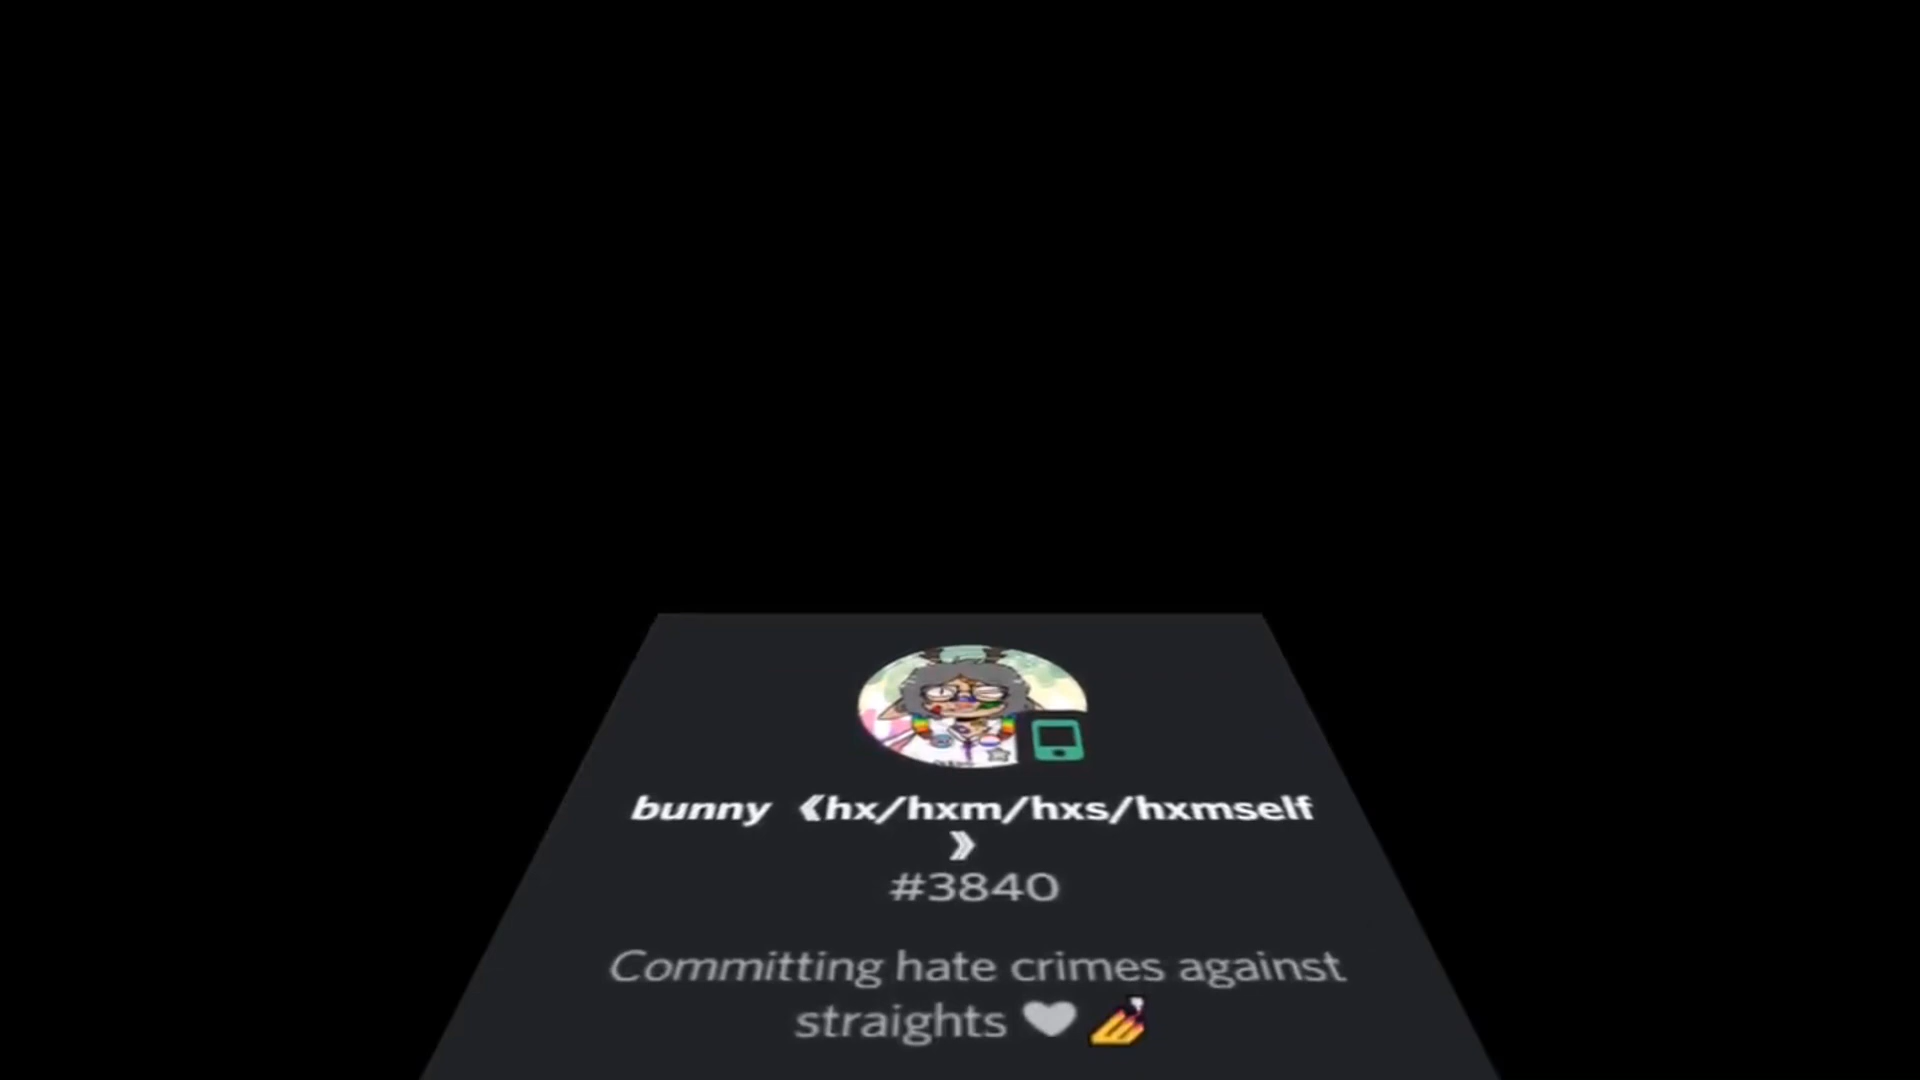 bunny 《hx/hxm/hxs/hxmself
》
#3840
Committing hate crimes against
straights 🤍 💅